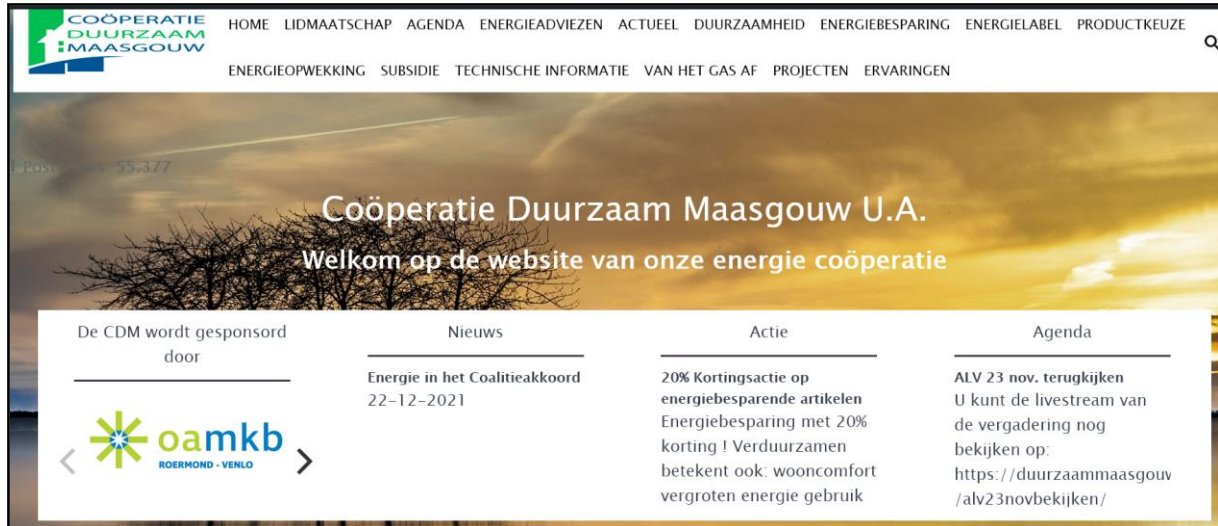 COÖPERATIE
DUURZAAM
MAASGOUW
HOME LIDMAATSCHAP AGENDA ENERGIEADVIEZEN ACTUEEL DUURZAAMHEID ENERGIEBESPARING ENERGIELABEL PRODUCTKEUZE
ENERGIEOPWEKKING SUBSIDIE TECHNISCHE INFORMATIE VAN HET GAS AF PROJECTEN ERVARINGEN
55.377
Coöperatie Duurzaam Maasgouw U.A.
Welkom op de website van onze energie coöperatie
De CDM wordt gesponsord
door
oamkb
ROERMOND - VENLO
Nieuws
Energie in het Coalitieakkoord
22-12-2021
Actie
20% Kortingsactie op
energiebesparende artikelen
Energiebesparing met 20%
korting ! Verduurzamen
betekent ook: wooncomfort
vergroten energie gebruik
Agenda
ALV 23 nov. terugkijken
U kunt de livestream van
de vergadering nog
bekijken op:
https://duurzaammaasgouw
/alv23novbekijken/